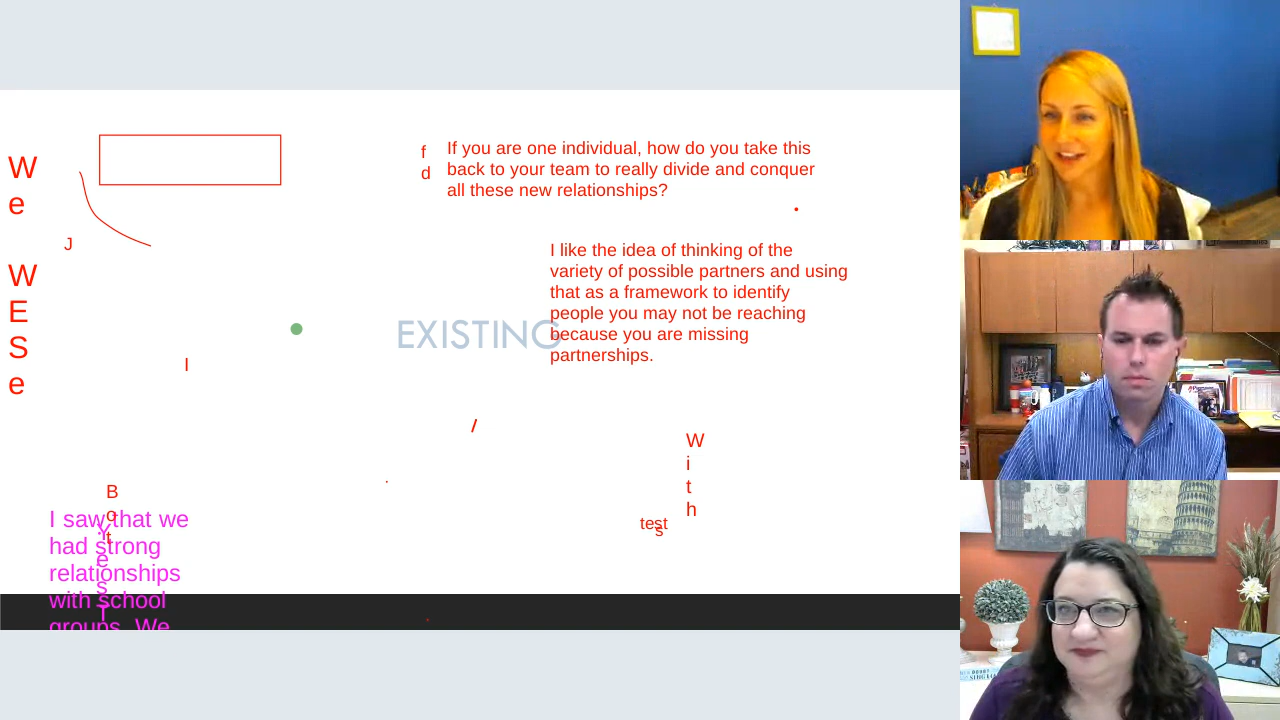 If you are one individual, how do you take this
back to your team to really divide and conquer
all these new relationships?
f
d
W
e
W
E
S
e
J
I like the idea of thinking of the
variety of possible partners and using
that as a framework to identify
people you may not be reaching
because you are missing
partnerships.
EXISTING
I
/
W
i
t
h
test
s
B
o
t
I saw that we
had strong
relationships
with school
groups. We
Y
e
s
T